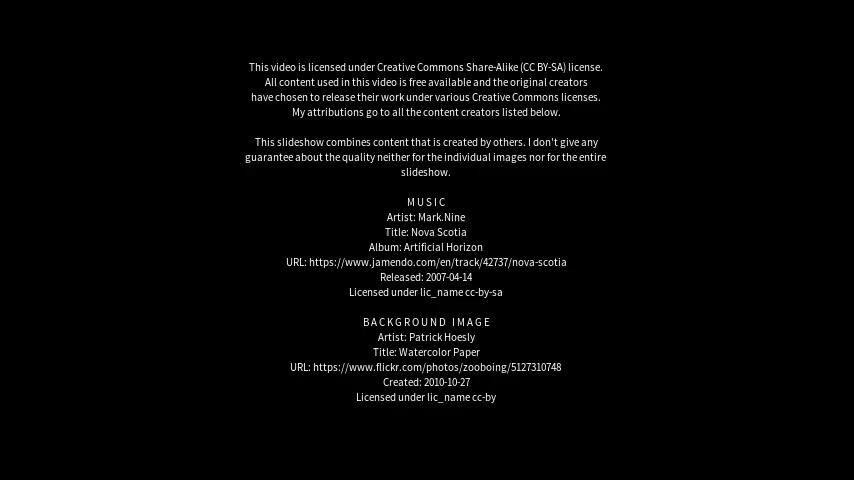 This video is licensed under Creative Commons Share-Alike (CC BY-SA) license.
All content used in this video is free available and the original creators
have chosen to release their work under various Creative Commons licenses.
My attributions go to all the content creators listed below.
This slideshow combines content that is created by others. I don't give any
guarantee about the quality neither for the individual images nor for the entire
slideshow.
MUSIC
Artist: Mark.Nine
Title: Nova Scotia
Album: Artificial Horizon
URL: https://www.jamendo.com/en/track/42737/nova-scotia
Released: 2007-04-14
Licensed under lic_name cc-by-sa
BACKGROUND IMAGE
Artist: Patrick Hoesly
Title: Watercolor Paper
URL: https://www.flickr.com/photos/zooboing/5127310748
Created: 2010-10-27
Licensed under lic_name cc-by